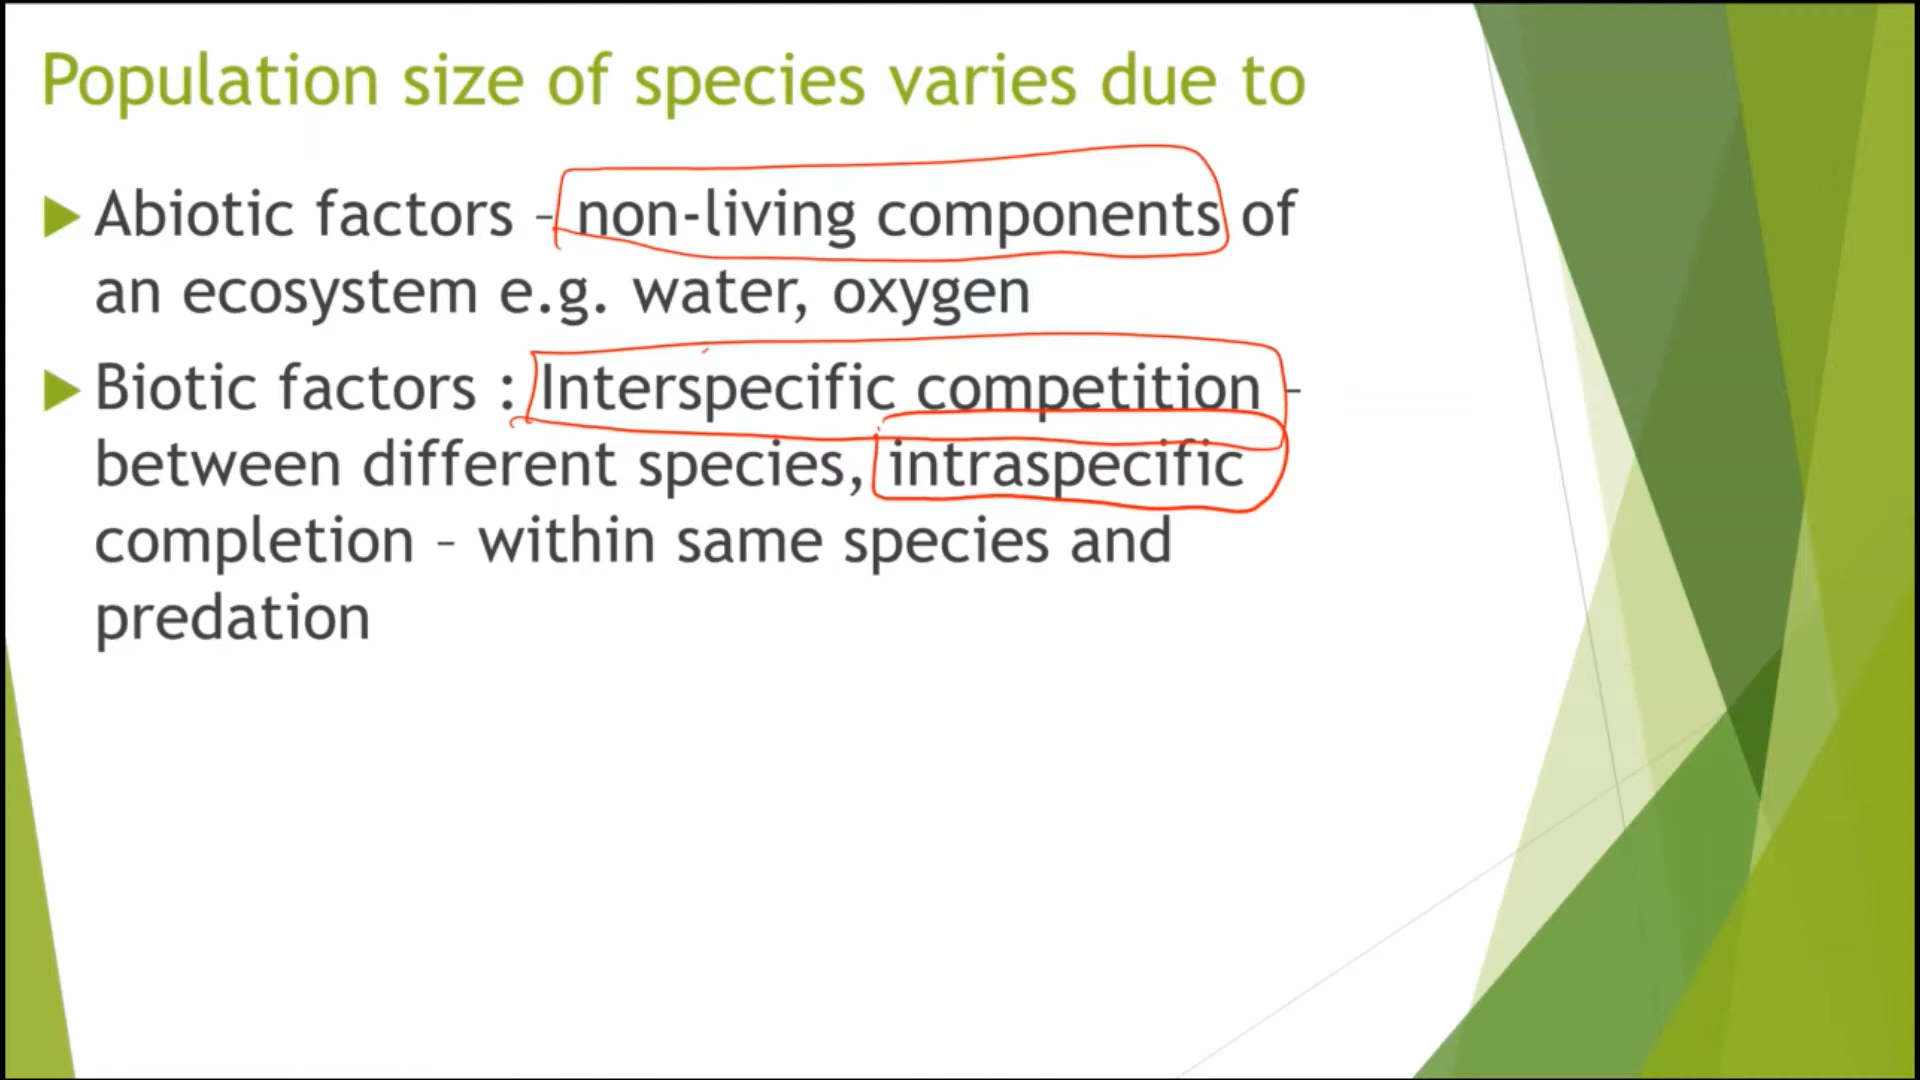 Population size of species varies due to
Abiotic factors – non-living components of
an ecosystem e.g. water, oxygen
Biotic factors : Interspecific competition –
between different species, intraspecific
completion – within same species and
predation